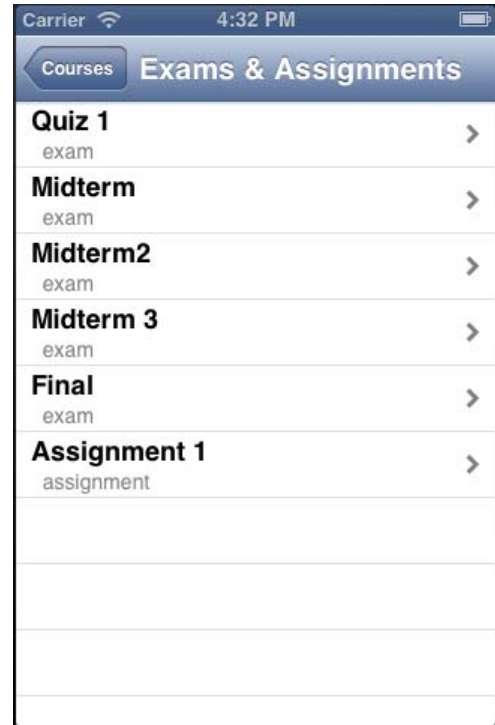 Carrier 4:32 PM
Courses Exams & Assignments
Quiz 1
exam
Midterm
exam
Midterm2
exam
Midterm 3
exam
Final
exam
Assignment 1
assignment